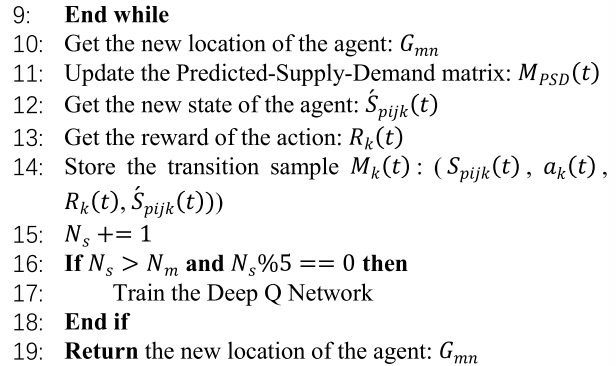 9: End while
10: Get the new location of the agent: G_{mn}
11: Update the Predicted-Supply-Demand matrix: M_{PSD}(t)
12: Get the new state of the agent: Ś_{pijk}(t)
13: Get the reward of the action: R_k(t)
14: Store the transition sample M_k(t): (S_{pijk}(t), a_k(t),
R_k(t), Ś_{pijk}(t)))
15: N_s += 1
16: If N_s > N_m and N_s%5 == 0 then
17: Train the Deep Q Network
18: End if
19: Return the new location of the agent: G_{mn}